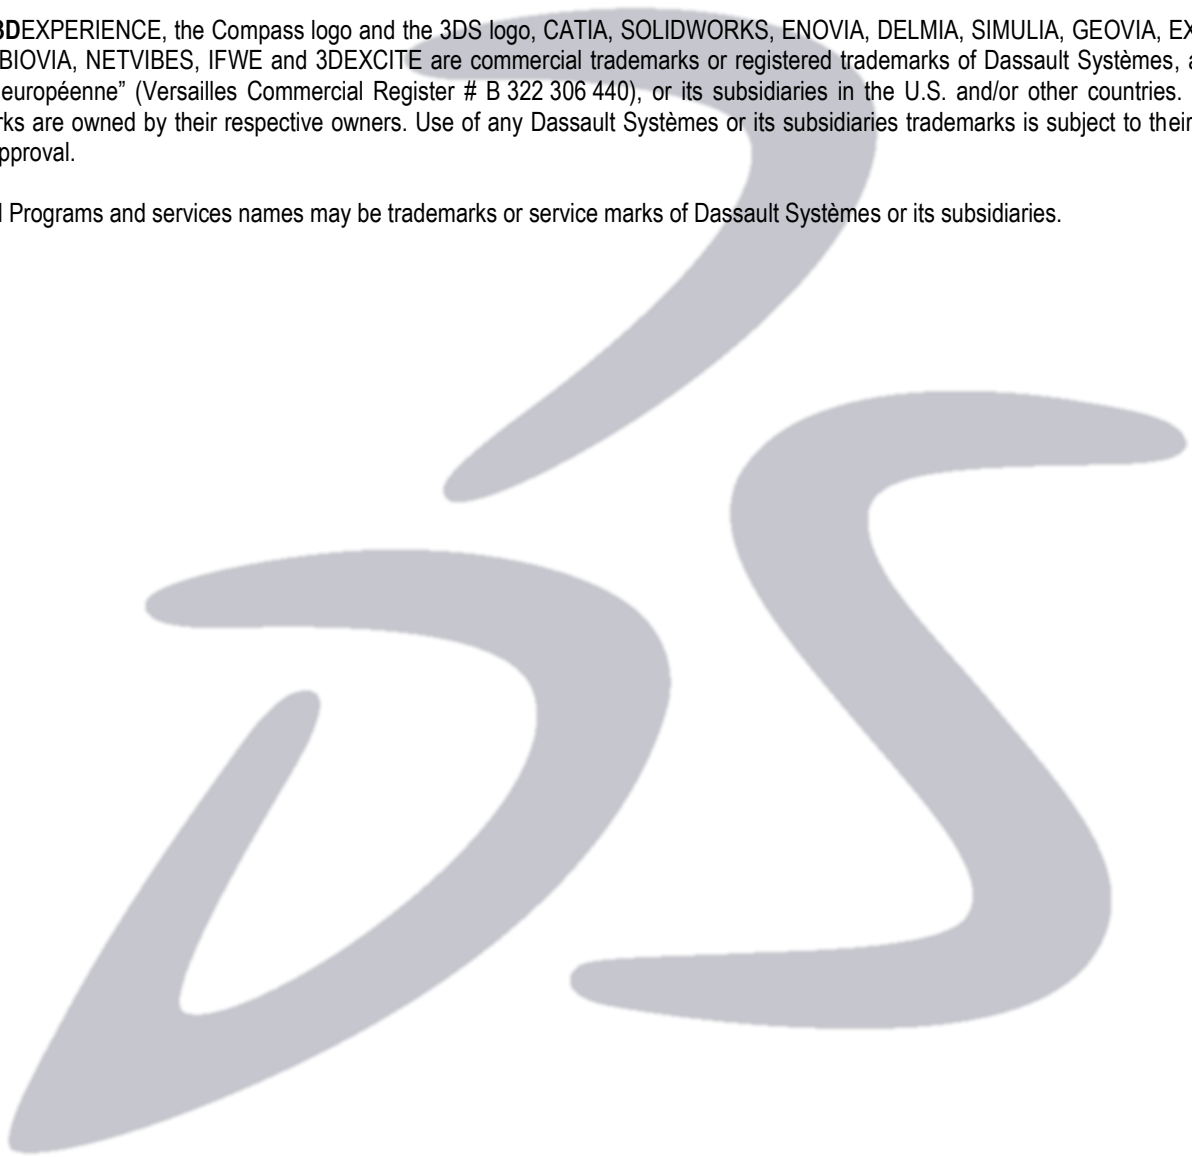 3DEXPERIENCE, the Compass logo and the 3DS logo, CATIA, SOLIDWORKS, ENOVIA, DELMIA, SIMULIA, GEOVIA, EX
BIOVIA, NETVIBES, IFWE and 3DEXCITE are commercial trademarks or registered trademarks of Dassault Systèmes, a
européenne” (Versailles Commercial Register # B 322 306 440), or its subsidiaries in the U.S. and/or other countries.
rks are owned by their respective owners. Use of any Dassault Systèmes or its subsidiaries trademarks is subject to their
pproval.
l Programs and services names may be trademarks or service marks of Dassault Systèmes or its subsidiaries.